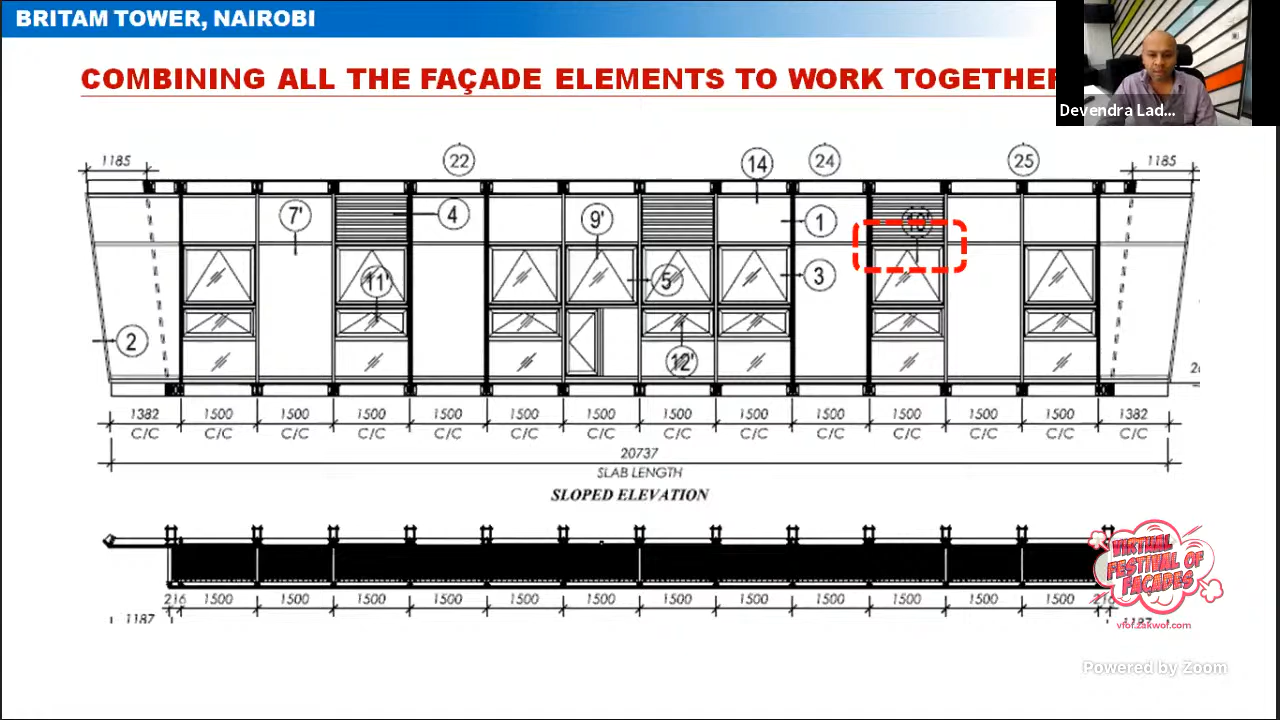 BRITAM TOWER, NAIROBI
COMBINING ALL THE FAÇADE ELEMENTS TO WORK TOGETHER
Devendra Lad...
1185 22 14 24 25 1185
7' 4 9' 1 10
11' 5 3
2 12'
1382 1500 1500 1500 1500 1500 1500 1500 1500 1500 1500 1500 1500 1382
C/C C/C C/C C/C C/C C/C C/C C/C C/C C/C C/C C/C C/C C/C
20737
SLAB LENGTH
SLOPED ELEVATION
216 1500 1500 1500 1500 1500 1500 1500 1500 1500 1500 1500 1500 216
1187 1187
VIRTUAL
FESTIVAL OF
FAÇADES
vfof.zakwof.com
Powered by Zoom